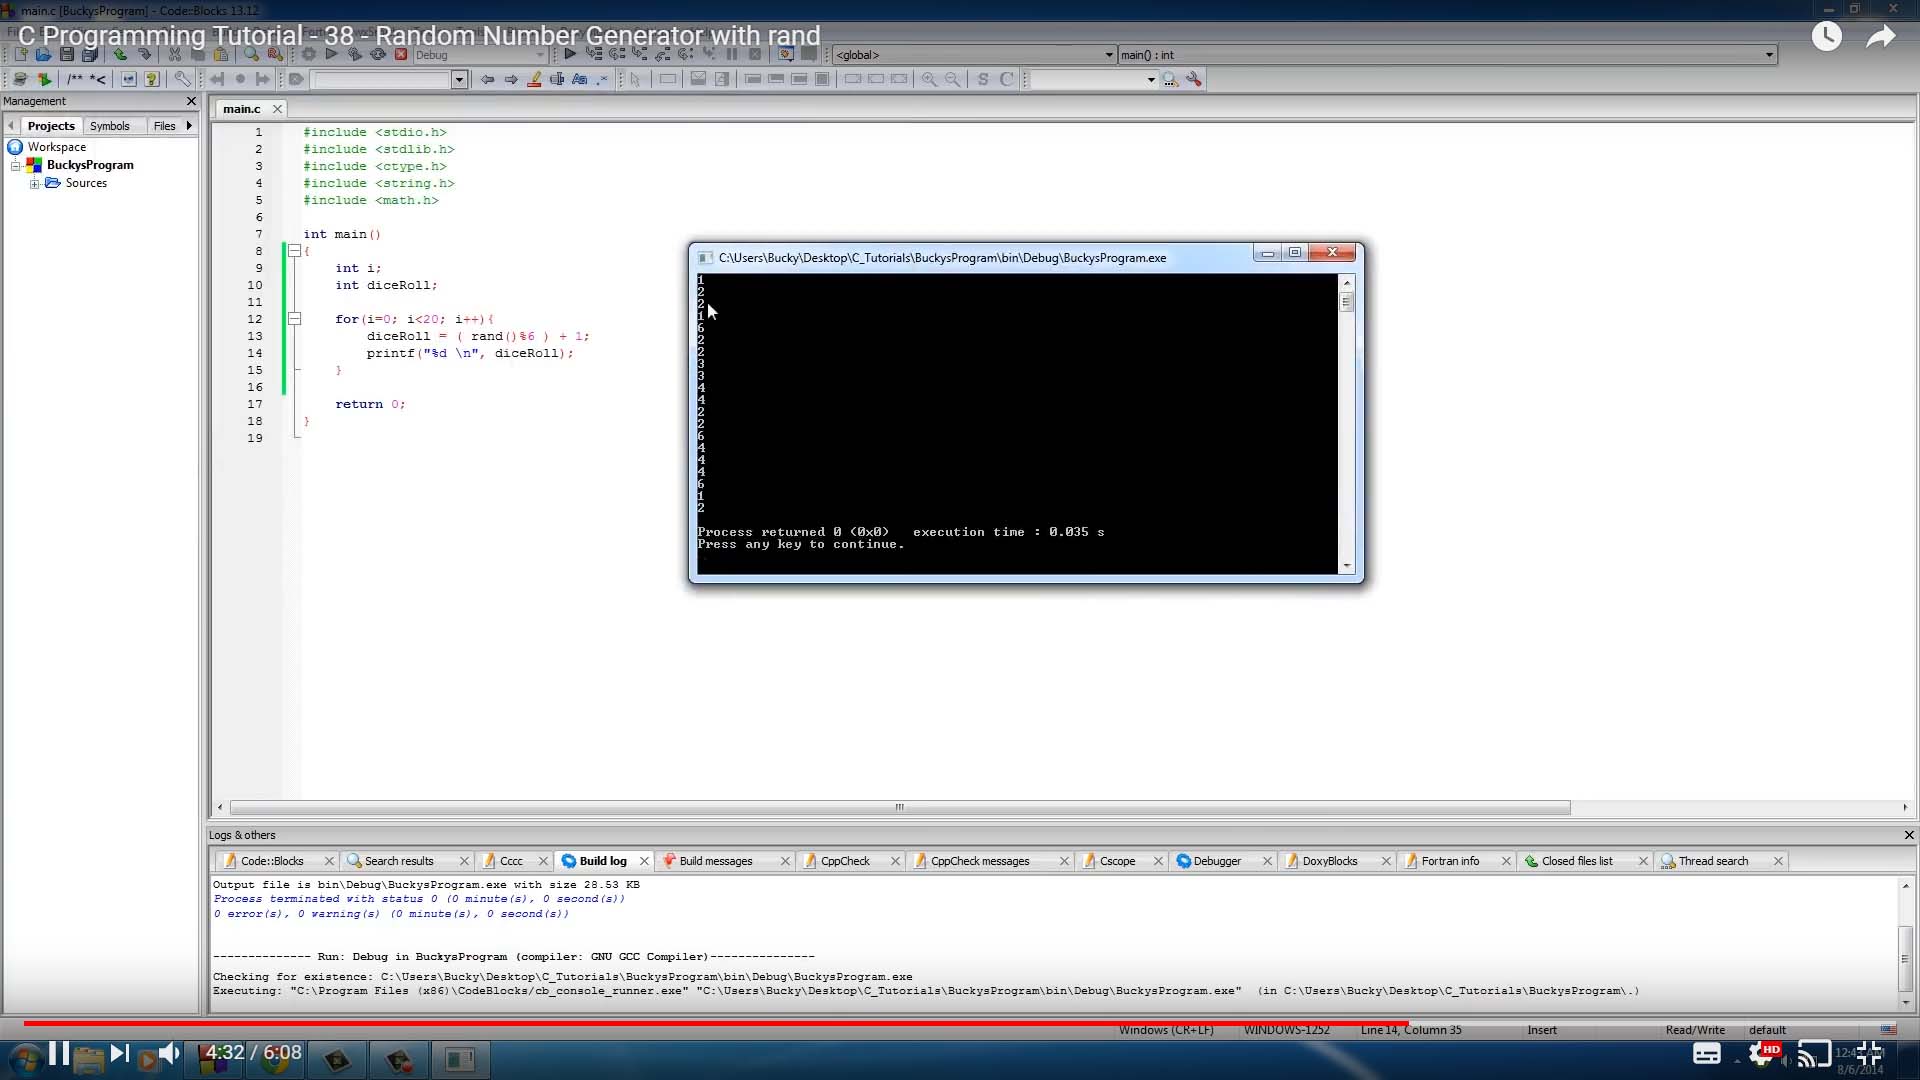 main.c [BuckysProgram] - Code::Blocks 13.12
C Programming Tutorial - 38 - Random Number Generator with rand
Debug
<global>
main() : int
/** *<
S C
Management
main.c
Projects
Symbols
Files
Workspace
BuckysProgram
Sources
1 #include <stdio.h>
2 #include <stdlib.h>
3 #include <ctype.h>
4 #include <string.h>
5 #include <math.h>
6
7 int main()
8 {
9 int i;
10 int diceRoll;
11
12 for(i=0; i<20; i++){
13 diceRoll = ( rand()%6 ) + 1;
14 printf("%d \n", diceRoll);
15 }
16
17 return 0;
18 }
19
C:\Users\Bucky\Desktop\C_Tutorials\BuckysProgram\bin\Debug\BuckysProgram.exe
1
2
2
1
6
2
2
3
3
4
4
2
2
6
4
4
4
6
1
2
Process returned 0 (0x0)   execution time : 0.035 s
Press any key to continue.
Logs & others
Code::Blocks
Search results
Cccc
Build log
Build messages
CppCheck
CppCheck messages
Cscope
Debugger
DoxyBlocks
Fortran info
Closed files list
Thread search
Output file is bin\Debug\BuckysProgram.exe with size 28.53 KB
Process terminated with status 0 (0 minute(s), 0 second(s))
0 error(s), 0 warning(s) (0 minute(s), 0 second(s))
-------------- Run: Debug in BuckysProgram (compiler: GNU GCC Compiler)---------------
Checking for existence: C:\Users\Bucky\Desktop\C_Tutorials\BuckysProgram\bin\Debug\BuckysProgram.exe
Executing: "C:\Program Files (x86)\CodeBlocks/cb_console_runner.exe" "C:\Users\Bucky\Desktop\C_Tutorials\BuckysProgram\bin\Debug\BuckysProgram.exe"  (in C:\Users\Bucky\Desktop\C_Tutorials\BuckysProgram\.)
Windows (CR+LF)
WINDOWS-1252
Line 14, Column 35
Insert
Read/Write
default
4:32 / 6:08
HD
8/6/2014